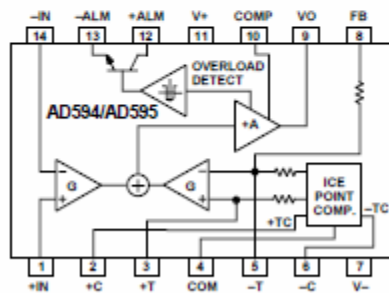 –IN –ALM +ALM V+ COMP VO FB
14 13 12 11 10 9 8
OVERLOAD
DETECT
AD594/AD595
+A
G
G
ICE
POINT
COMP.
–TC
+TC
1 2 3 4 5 6 7
+IN +C +T COM –T –C V–